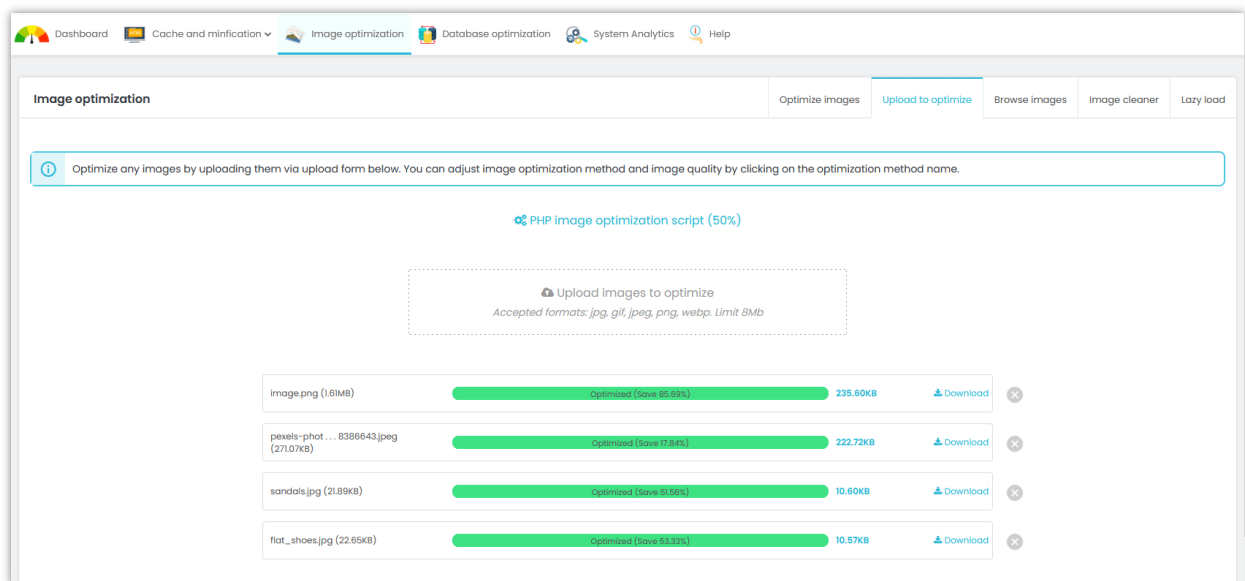 Dashboard Cache and minfication Image optimization Database optimization System Analytics Help
Image optimization Optimize images Upload to optimize Browse images Image cleaner Lazy load
Optimize any images by uploading them via upload form below. You can adjust image optimization method and image quality by clicking on the optimization method name.
PHP image optimization script (50%)
Upload images to optimize
Accepted formats: jpg, gif, jpeg, png, webp. Limit 8Mb
image.png (1.61MB) Optimized (Save 85.69%) 235.60KB Download
pexels-phot . . . 8386643.jpeg
(271.07KB) Optimized (Save 17.84%) 222.72KB Download
sandals.jpg (21.89KB) Optimized (Save 51.58%) 10.60KB Download
flat_shoes.jpg (22.65KB) Optimized (Save 53.33%) 10.57KB Download